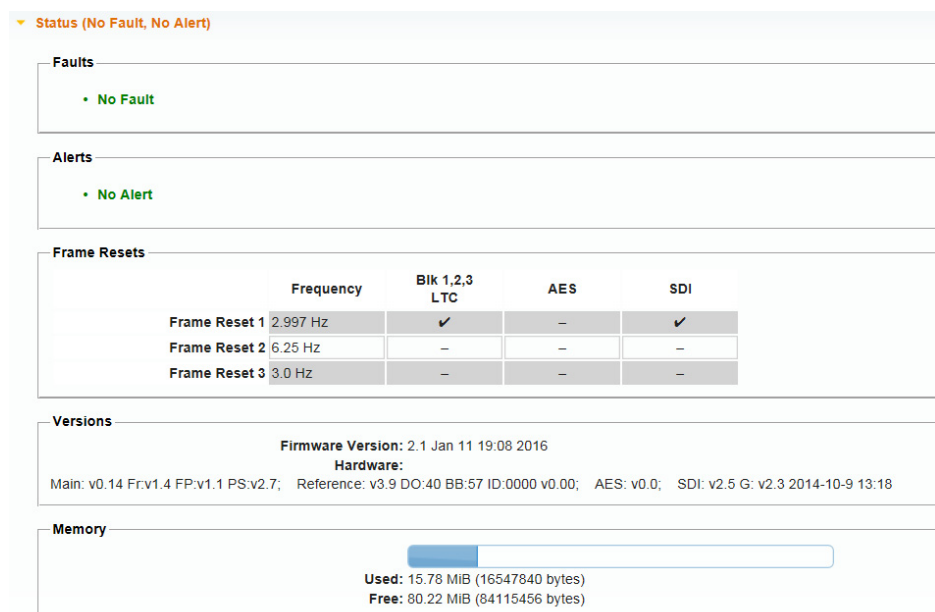 Status (No Fault, No Alert)
Faults
• No Fault
Alerts
• No Alert
Frame Resets
Frequency Blk 1,2,3 LTC AES SDI
Frame Reset 1 2.997 Hz ✔ – ✔
Frame Reset 2 6.25 Hz – – –
Frame Reset 3 3.0 Hz – – –
Versions
Firmware Version: 2.1 Jan 11 19:08 2016
Hardware:
Main: v0.14 Fr:v1.4 FP:v1.1 PS:v2.7; Reference: v3.9 DO:40 BB:57 ID:0000 v0.00; AES: v0.0; SDI: v2.5 G: v2.3 2014-10-9 13:18
Memory
Used: 15.78 MiB (16547840 bytes)
Free: 80.22 MiB (84115456 bytes)